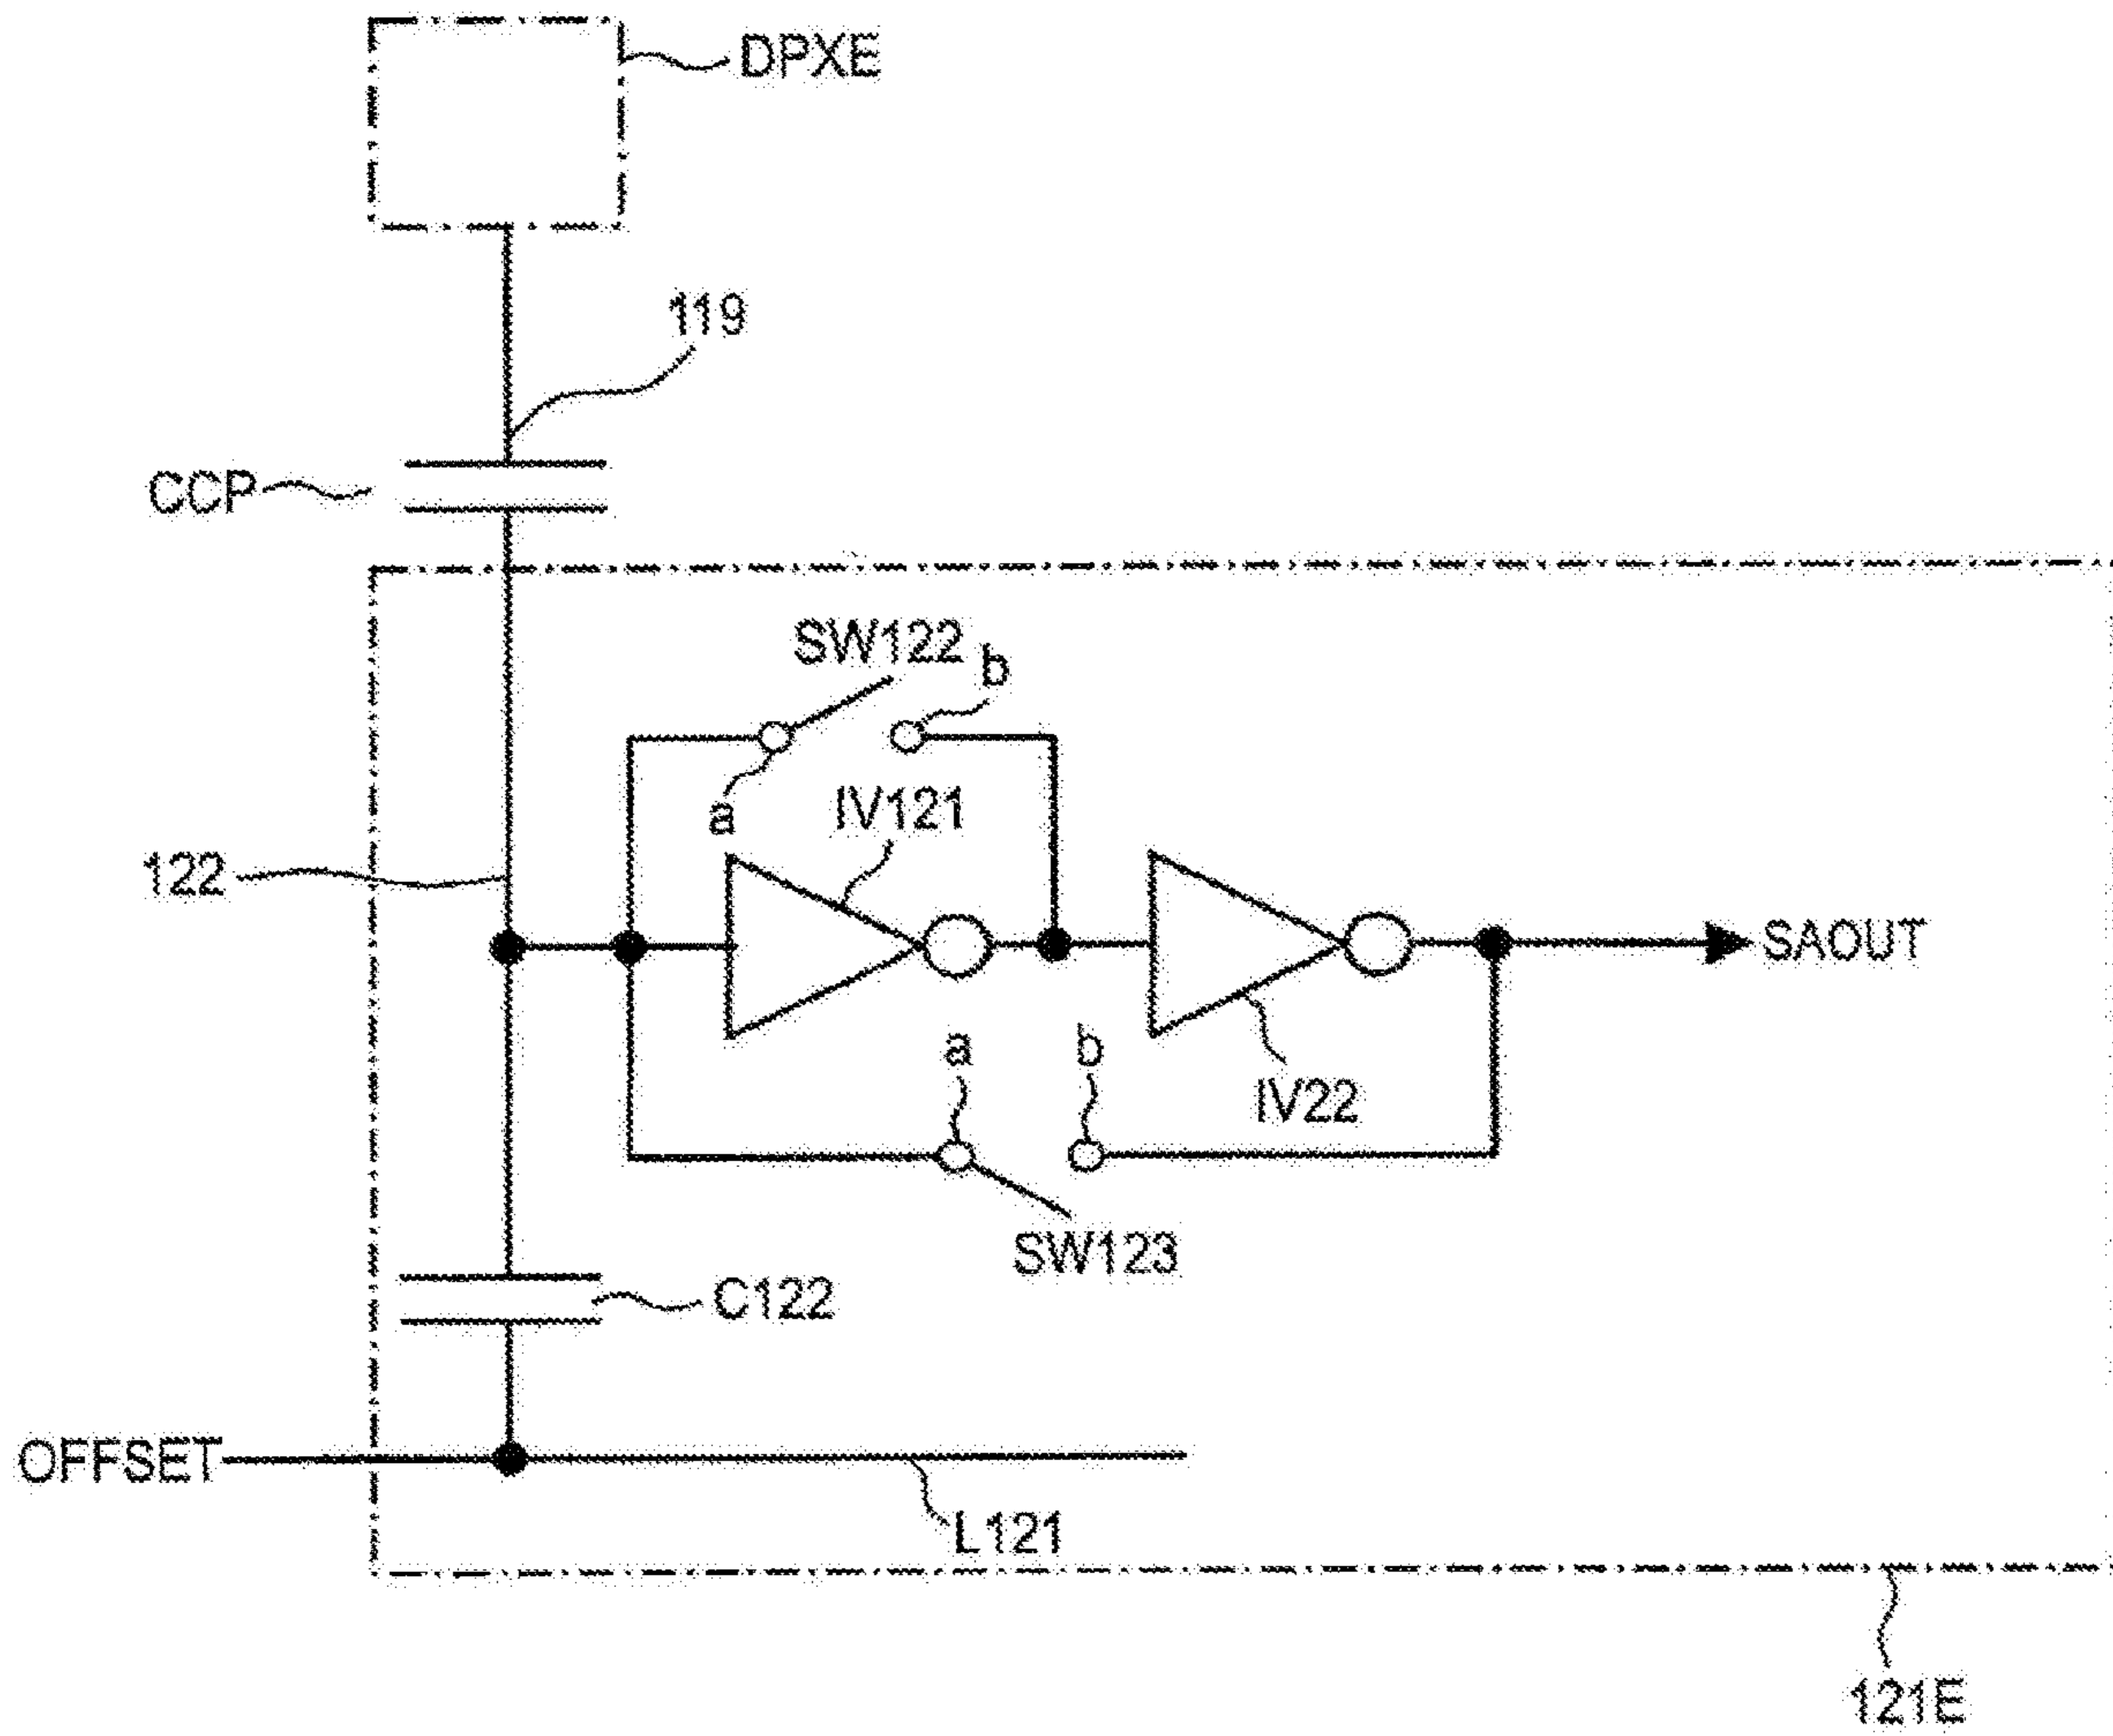 DPXE
119
CCP
SW122
b
a
IV121
122
SAOUT
a
b
IV22
SW123
C122
OFFSET
L121
121E